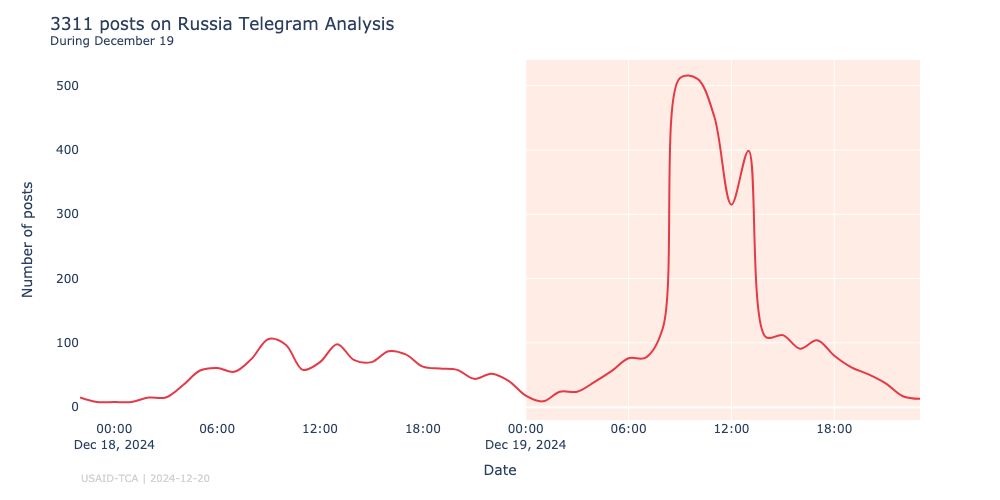 3311 posts on Russia Telegram Analysis
During December 19
500
400
300
200
100
0
Number of posts
00:00 06:00 12:00 18:00 00:00 06:00 12:00 18:00
Dec 18, 2024 Dec 19, 2024
Date
USAID-TCA | 2024-12-20